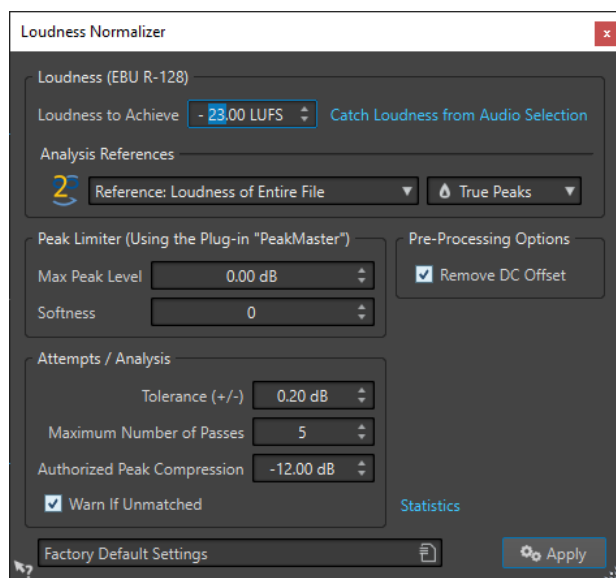 Loudness Normalizer
x
Loudness (EBU R-128)
Loudness to Achieve - 23.00 LUFS Catch Loudness from Audio Selection
Analysis References
2 Reference: Loudness of Entire File True Peaks
Peak Limiter (Using the Plug-in "PeakMaster") Pre-Processing Options
Max Peak Level 0.00 dB Remove DC Offset
Softness 0
Attempts / Analysis
Tolerance (+/-) 0.20 dB
Maximum Number of Passes 5
Authorized Peak Compression -12.00 dB
Warn If Unmatched Statistics
Factory Default Settings Apply
?